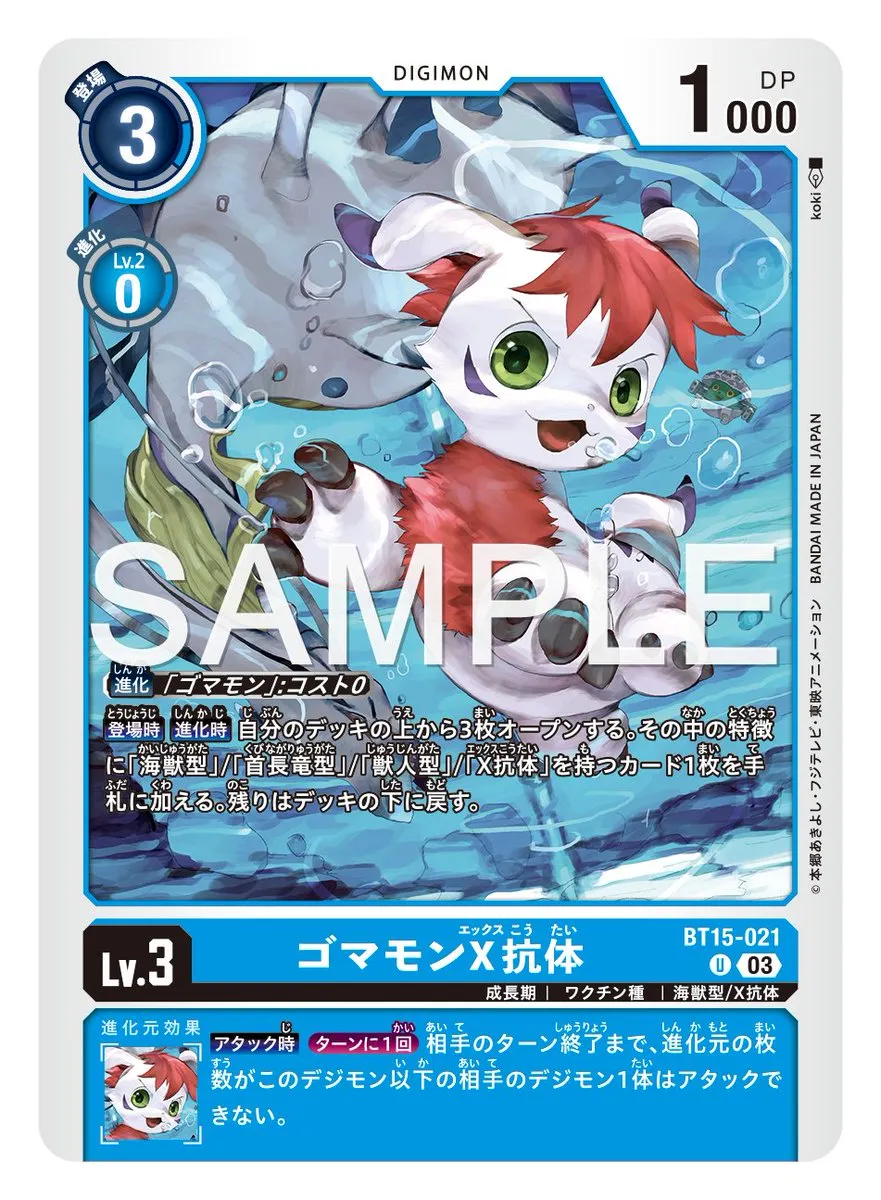 DIGIMON
登場
3
1000
DP
進化
Lv.2
0
koki
SAMPLE
進化 「ゴマモン」:コスト0
登場時 進化時 自分のデッキの上から3枚オープンする。その中の特徴
に「海獣型」/「首長竜型」/「獣人型」/「X抗体」を持つカード1枚を手
札に加える。残りはデッキの下に戻す。
©本郷あきよし・フジテレビ・東映アニメーション BANDAI MADE IN JAPAN
Lv.3
ゴマモンX抗体
エックス こう たい
BT15-021
U 03
成長期 | ワクチン種 | 海獣型/X抗体
進化元効果
アタック時 ターンに1回 相手のターン終了まで、進化元の枚
数がこのデジモン以下の相手のデジモン1体はアタックで
きない。